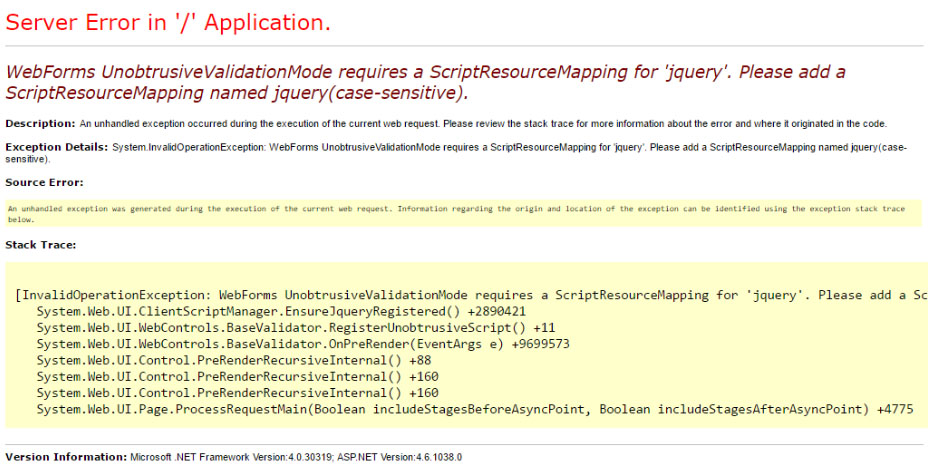 Server Error in '/' Application.
WebForms UnobtrusiveValidationMode requires a ScriptResourceMapping for 'jquery'. Please add a
ScriptResourceMapping named jquery(case-sensitive).
Description: An unhandled exception occurred during the execution of the current web request. Please review the stack trace for more information about the error and where it originated in the code.
Exception Details: System.InvalidOperationException: WebForms UnobtrusiveValidationMode requires a ScriptResourceMapping for 'jquery'. Please add a ScriptResourceMapping named jquery(case-
sensitive).
Source Error:
An unhandled exception was generated during the execution of the current web request. Information regarding the origin and location of the exception can be identified using the exception stack trace
below.
Stack Trace:
[InvalidOperationException: WebForms UnobtrusiveValidationMode requires a ScriptResourceMapping for 'jquery'. Please add a Sc
System.Web.UI.ClientScriptManager.EnsureJqueryRegistered() +2890421
System.Web.UI.WebControls.BaseValidator.RegisterUnobtrusiveScript() +11
System.Web.UI.WebControls.BaseValidator.OnPreRender(EventArgs e) +9699573
System.Web.UI.Control.PreRenderRecursiveInternal() +88
System.Web.UI.Control.PreRenderRecursiveInternal() +160
System.Web.UI.Control.PreRenderRecursiveInternal() +160
System.Web.UI.Page.ProcessRequestMain(Boolean includeStagesBeforeAsyncPoint, Boolean includeStagesAfterAsyncPoint) +4775
Version Information: Microsoft .NET Framework Version:4.0.30319; ASP.NET Version:4.6.1038.0